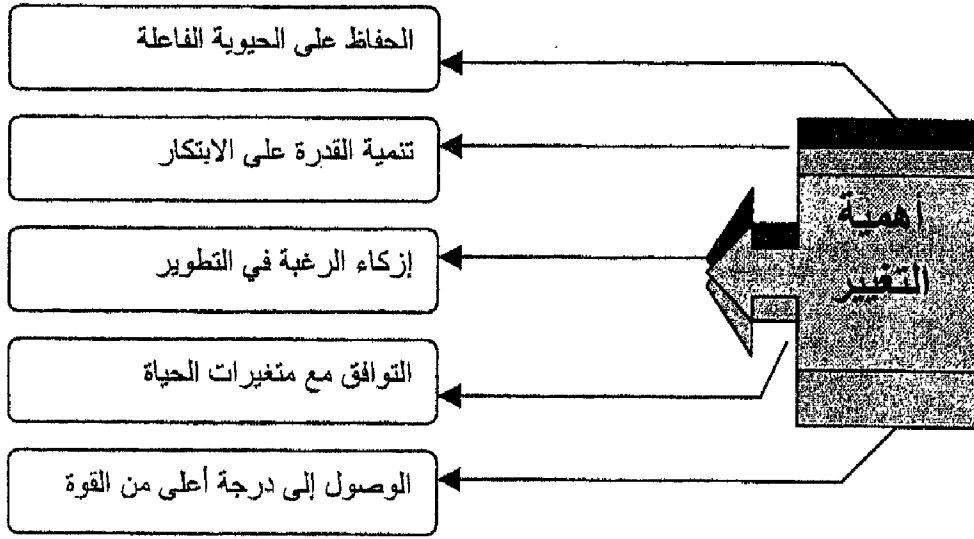 أهمية
التغيير
الحفاظ على الحيوية الفاعلة
تنمية القدرة على الابتكار
إزكاء الرغبة في التطوير
التوافق مع متغيرات الحياة
الوصول إلى درجة أعلى من القوة